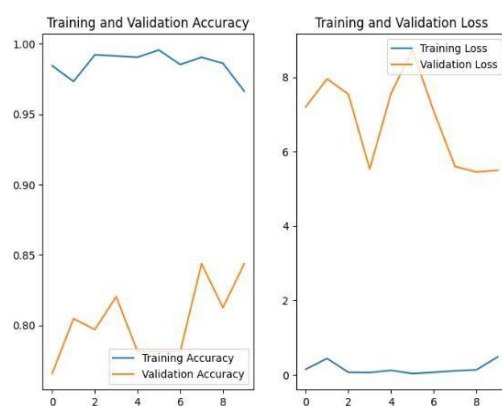 Training and Validation Accuracy
1.00
0.95
0.90
0.85
0.80
Training Accuracy
Validation Accuracy
0 2 4 6 8
Training and Validation Loss
Training Loss
Validation Loss
8
6
4
2
0
0 2 4 6 8